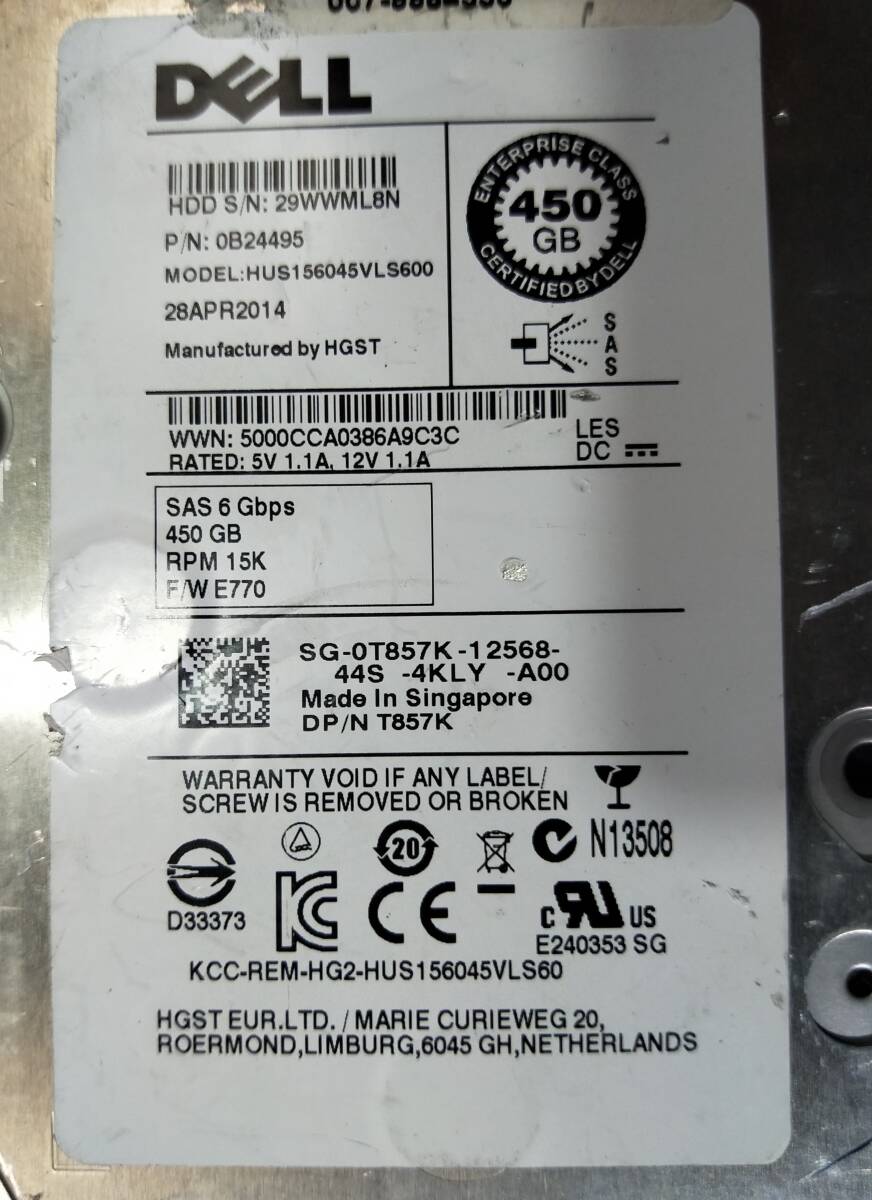 DELL
HDD S/N: 29WWML8N
P/N: 0B24495
MODEL:HUS156045VLS600
28APR2014
Manufactured by HGST
ENTERPRISE CLASS
450
GB
CERTIFIED BY DELL
S
A
S
WWN: 5000CCA0386A9C3C
RATED: 5V 1.1A, 12V 1.1A
LES
DC
SAS 6 Gbps
450 GB
RPM 15K
F/W E770
SG-0T857K-12568-
44S -4KLY -A00
Made In Singapore
DP/N T857K
WARRANTY VOID IF ANY LABEL/
SCREW IS REMOVED OR BROKEN
20
N13508
D33373
CE
c RU US
E240353 SG
KCC-REM-HG2-HUS156045VLS60
HGST EUR.LTD. / MARIE CURIEWEG 20,
ROERMOND,LIMBURG,6045 GH,NETHERLANDS